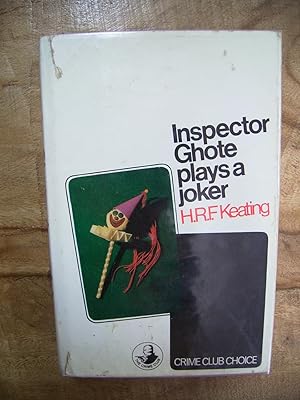 Inspector
Ghote
plays a
joker
H.R.F. Keating
CRIME CLUB CHOICE